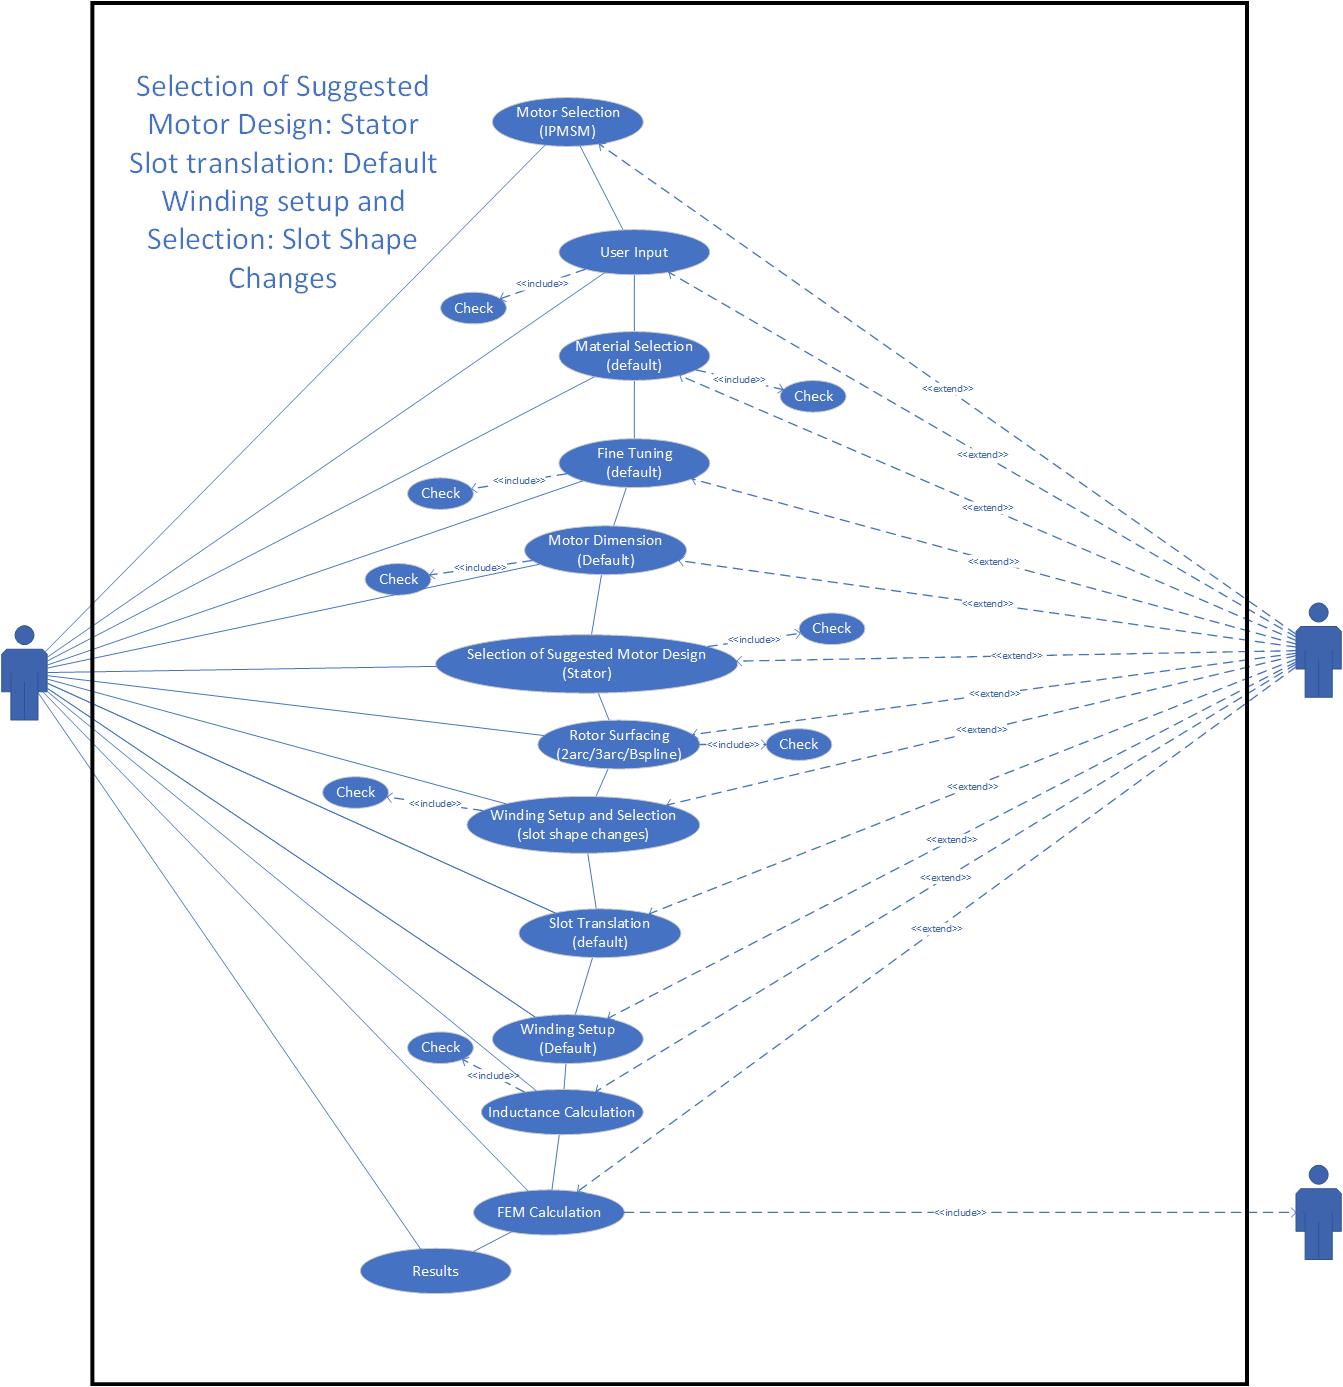 Selection of Suggested
Motor Design: Stator
Slot translation: Default
Winding setup and
Selection: Slot Shape
Changes
Motor Selection
(IPMSM)
User Input
<<include>>
Check
Material Selection
(default)
<<include>>
Check
<<extend>>
<<extend>>
Fine Tuning
(default)
<<include>>
Check
<<extend>>
Motor Dimension
(Default)
<<include>>
Check
<<extend>>
<<extend>>
Check
<<include>>
Selection of Suggested Motor Design
(Stator)
<<extend>>
<<extend>>
Rotor Surfacing
(2arc/3arc/Bspline)
<<include>>
Check
<<extend>>
Check
<<include>>
Winding Setup and Selection
(slot shape changes)
<<extend>>
<<extend>>
<<extend>>
Slot Translation
(default)
<<extend>>
Winding Setup
(Default)
Check
<<include>>
Inductance Calculation
FEM Calculation
<<include>>
Results